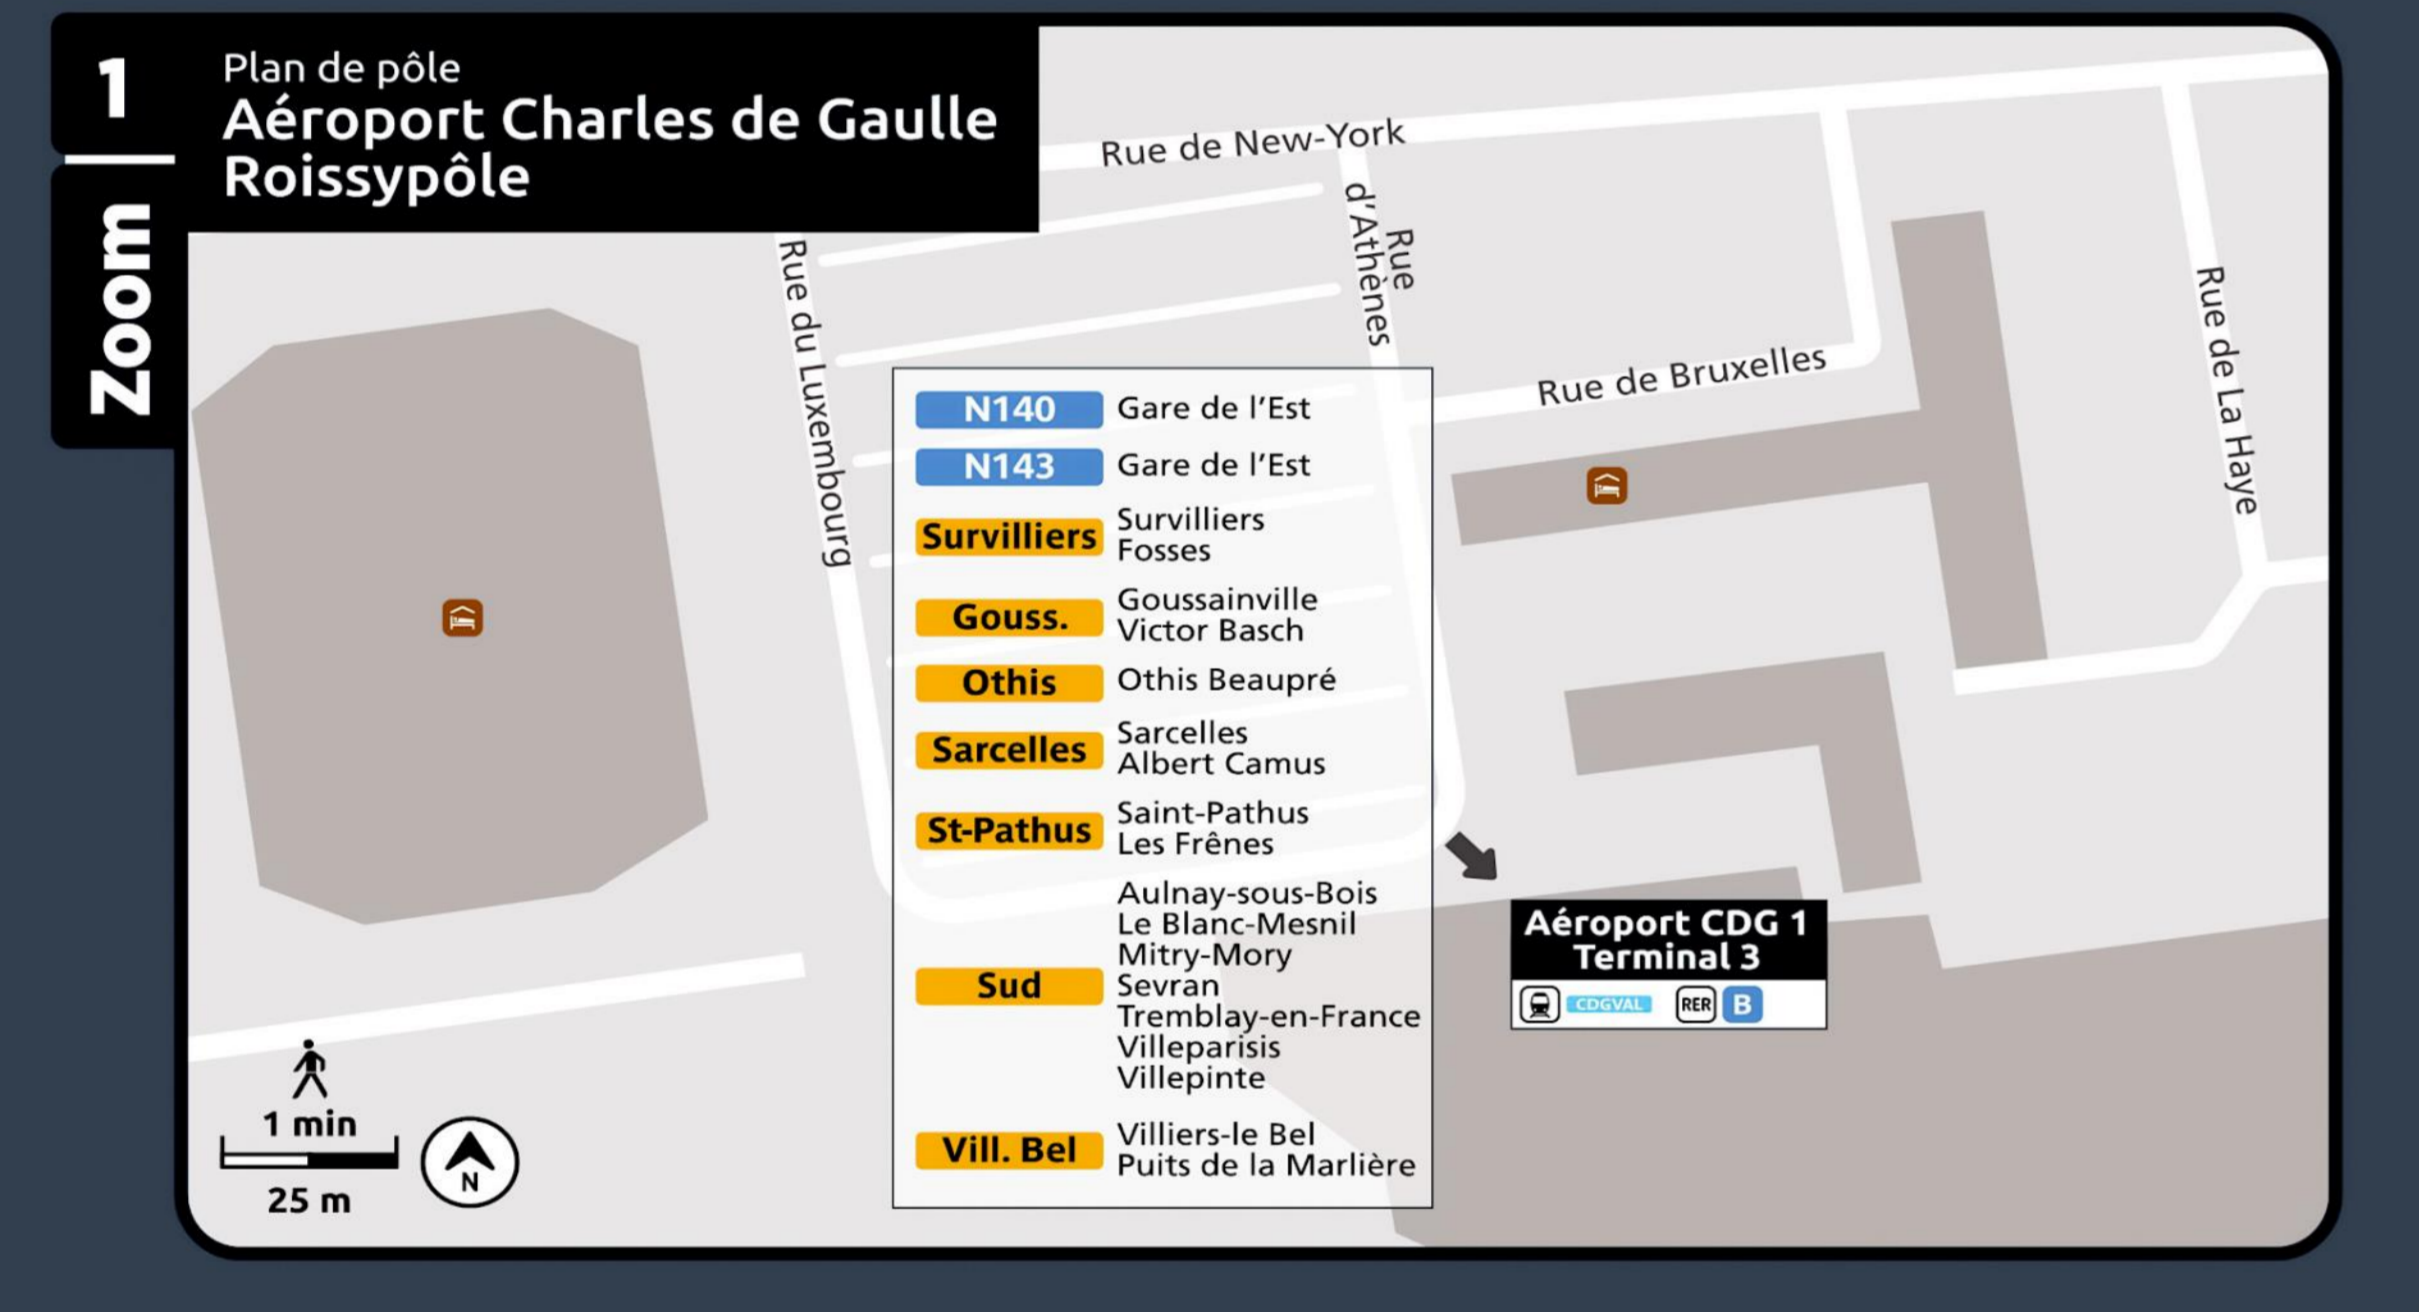 1
Zoom
Plan de pôle
Aéroport Charles de Gaulle
Roissypôle
Rue de New-York
Rue
d'Athènes
Rue du Luxembourg
Rue de Bruxelles
Rue de La Haye
N140 Gare de l'Est
N143 Gare de l'Est
Survilliers
Survilliers
Fosses
Gouss.
Goussainville
Victor Basch
Othis Othis Beaupré
Sarcelles
Sarcelles
Albert Camus
St-Pathus
Saint-Pathus
Les Frênes
Sud
Aulnay-sous-Bois
Le Blanc-Mesnil
Mitry-Mory
Sevran
Tremblay-en-France
Villeparisis
Villepinte
Vill. Bel
Villiers-le Bel
Puits de la Marlière
Aéroport CDG 1
Terminal 3
CDGVAL RER B
1 min
25 m
N